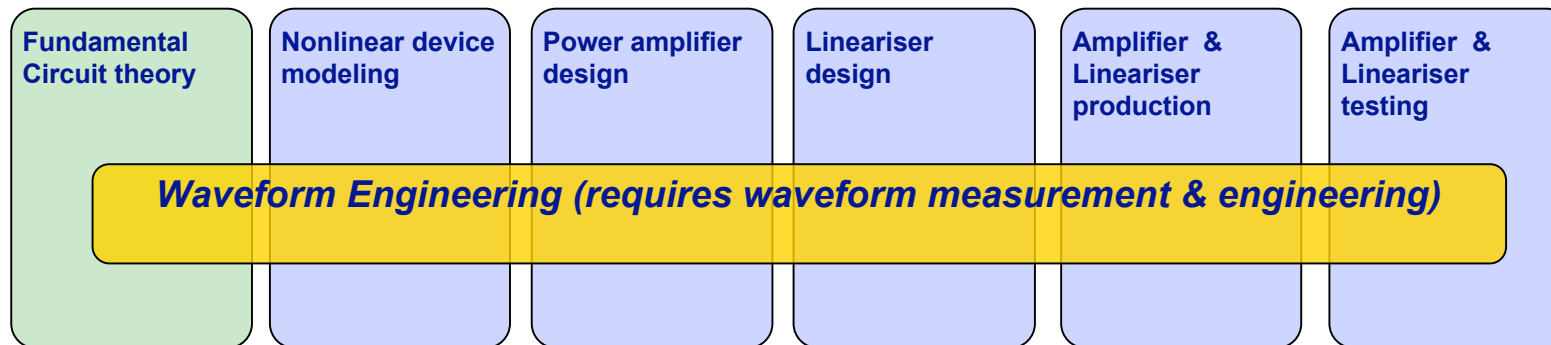 Fundamental
Circuit theory
Nonlinear device
modeling
Power amplifier
design
Lineariser
design
Amplifier &
Lineariser
production
Amplifier &
Lineariser
testing
Waveform Engineering (requires waveform measurement & engineering)